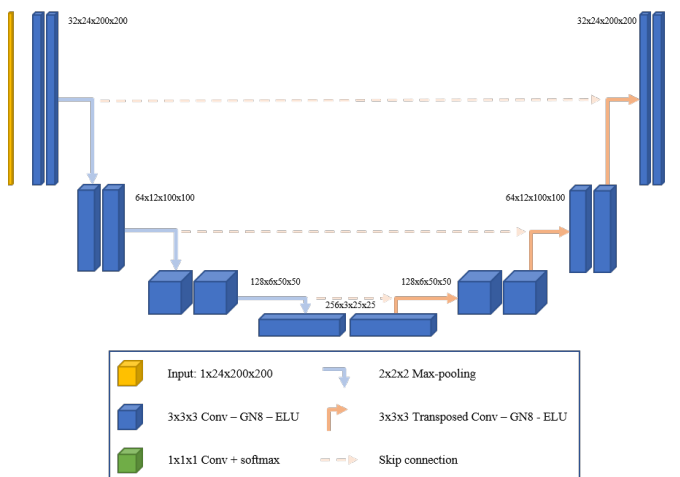 32x24x200x200
32x24x200x200
64x12x100x100
64x12x100x100
128x6x50x50
128x6x50x50
256x3x25x25
Input: 1x24x200x200
2x2x2 Max-pooling
3x3x3 Conv – GN8 – ELU
3x3x3 Transposed Conv – GN8 - ELU
1x1x1 Conv + softmax
Skip connection